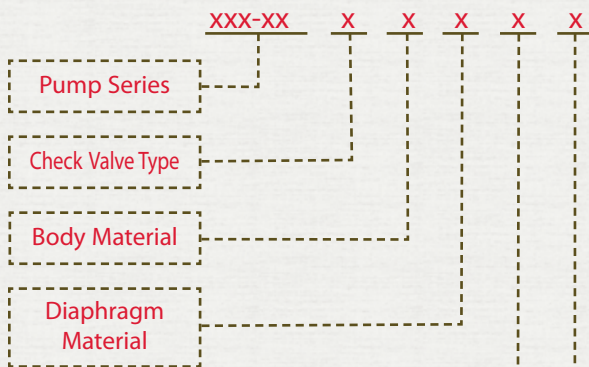 xxx-xx x x x x x
Pump Series
Check Valve Type
Body Material
Diaphragm
Material